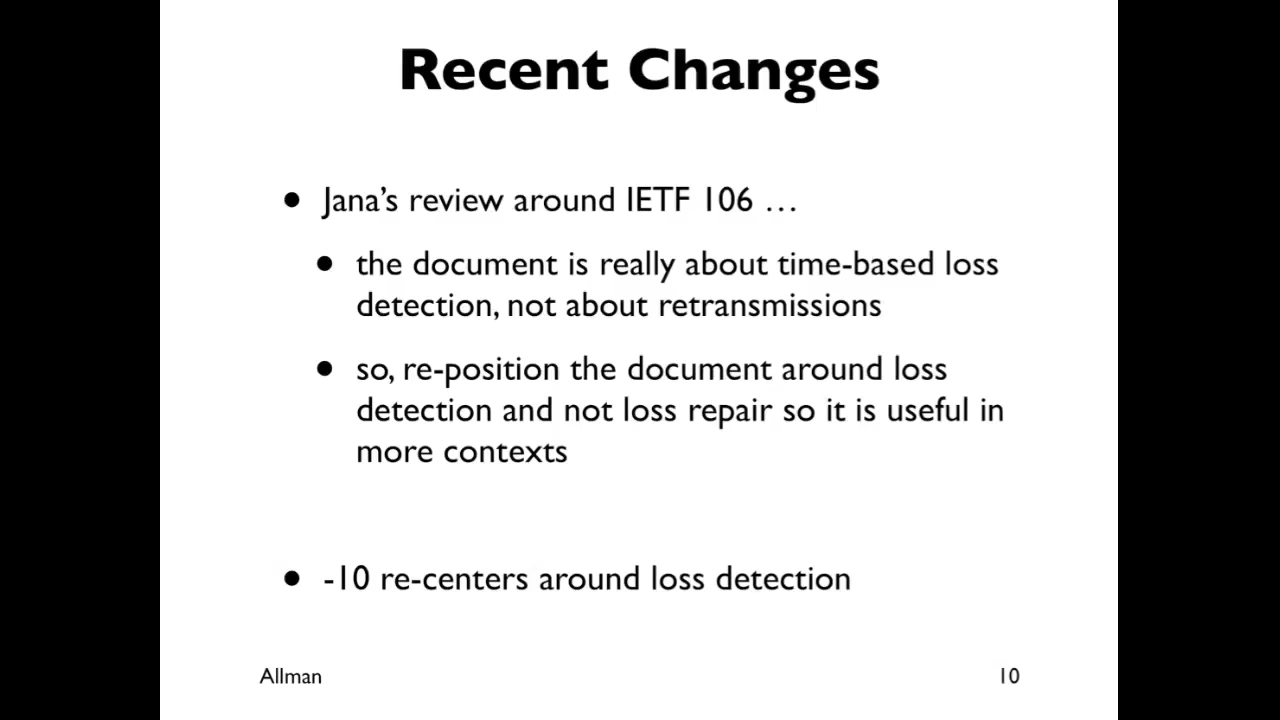 Recent Changes
• Jana’s review around IETF 106 …
• the document is really about time-based loss
detection, not about retransmissions
• so, re-position the document around loss
detection and not loss repair so it is useful in
more contexts
• -10 re-centers around loss detection
Allman
10